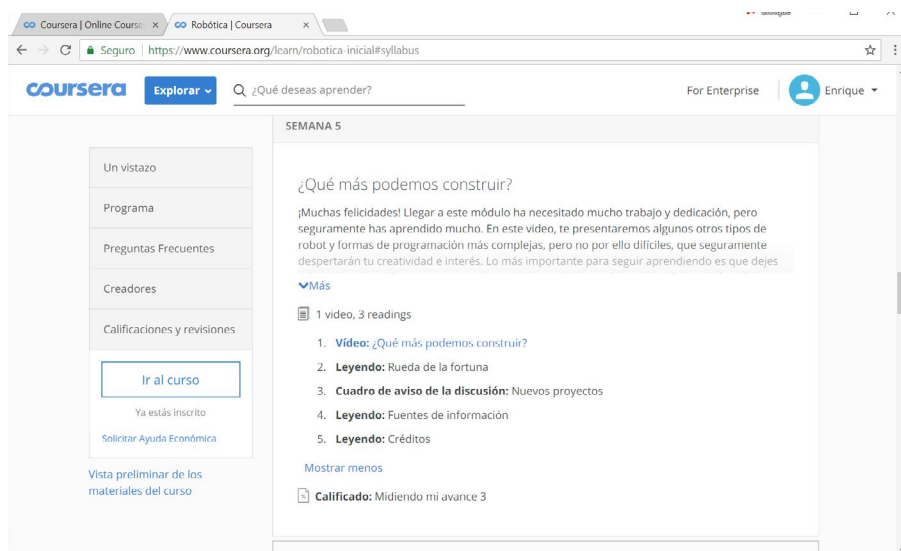 Coursera | Online Course
Robótica | Coursera
Seguro
https://www.coursera.org/learn/robotica-inicial#syllabus
coursera
Explorar
¿Qué deseas aprender?
For Enterprise
Enrique
SEMANA 5
Un vistazo
Programa
Preguntas Frecuentes
Creadores
Calificaciones y revisiones
Ir al curso
Ya estás inscrito
Solicitar Ayuda Económica
Vista preliminar de los
materiales del curso
¿Qué más podemos construir?
¡Muchas felicidades! Llegar a este módulo ha necesitado mucho trabajo y dedicación, pero
seguramente has aprendido mucho. En este video, te presentaremos algunos otros tipos de
robot y formas de programación más complejas, pero no por ello difíciles, que seguramente
despertarán tu creatividad e interés. Lo más importante para seguir aprendiendo es que dejes
Más
1 video, 3 readings
1. Vídeo: ¿Qué más podemos construir?
2. Leyendo: Rueda de la fortuna
3. Cuadro de aviso de la discusión: Nuevos proyectos
4. Leyendo: Fuentes de información
5. Leyendo: Créditos
Mostrar menos
Calificado: Midiendo mi avance 3